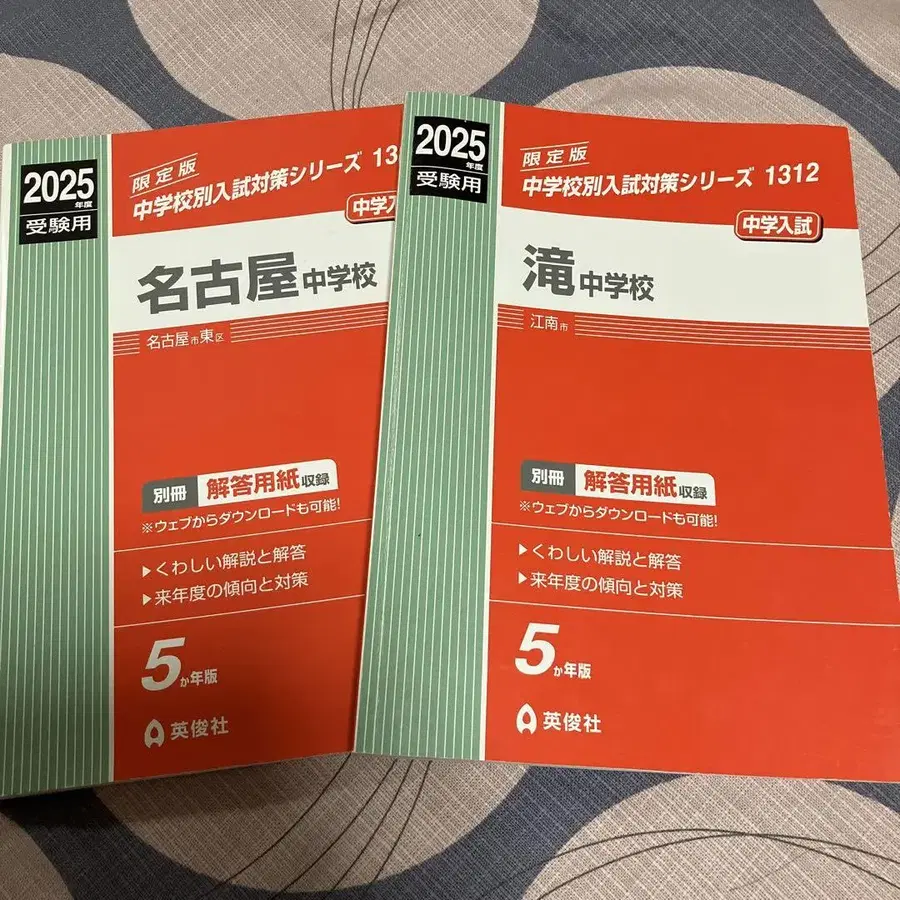 2025
年度
受験用
限定版
中学校別入試対策シリーズ 13
中学入
名古屋中学校
名古屋市東区
別冊 解答用紙収録
※ウェブからダウンロードも可能!
▶くわしい解説と解答
▶来年度の傾向と対策
5か年版
英俊社
2025
年度
受験用
限定版
中学校別入試対策シリーズ 1312
中学入試
滝中学校
江南市
別冊 解答用紙収録
※ウェブからダウンロードも可能!
▶くわしい解説と解答
▶来年度の傾向と対策
5か年版
英俊社